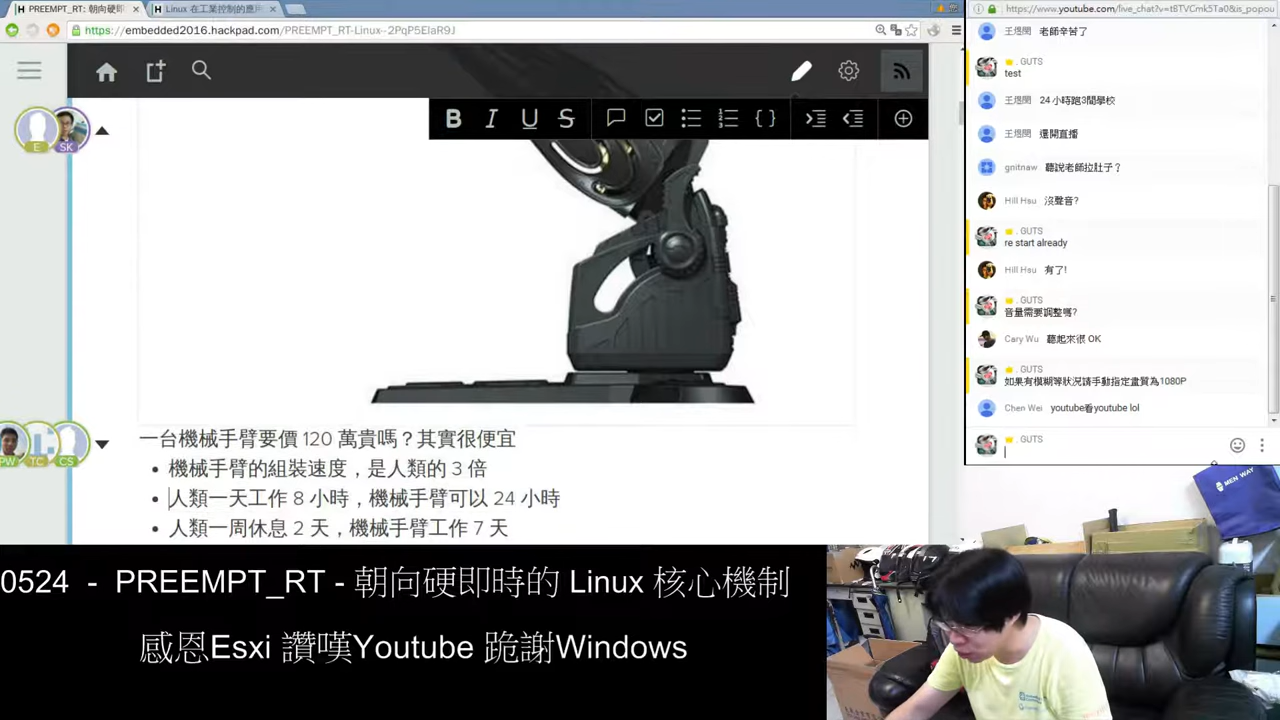 PREEMPT_RT: 朝向硬即
Linux 在工業控制的應用
https://embedded2016.hackpad.com/PREEMPT_RT-Linux--2PqP5ElaR9J
https://www.youtube.com/live_chat?v=t8TVCmk5Ta0&is_popou
B I U S
E
SK
一台機械手臂要價 120 萬貴嗎？其實很便宜
PW TC CS
機械手臂的組裝速度，是人類的 3 倍
人類一天工作 8 小時，機械手臂可以 24 小時
人類一周休息 2 天，機械手臂工作 7 天
王煜閔 老師辛苦了
. GUTS
test
王煜閔 24 小時跑3間學校
王煜閔 還開直播
gnitnaw 聽說老師拉肚子？
Hill Hsu 沒聲音?
. GUTS
re start already
Hill Hsu 有了!
. GUTS
音量需要調整嗎?
Cary Wu 聽起來很 OK
. GUTS
如果有模糊等狀況請手動指定畫質為1080P
Chen Wei youtube看youtube lol
. GUTS
MEN WAY
0524 - PREEMPT_RT - 朝向硬即時的 Linux 核心機制
感恩Esxi 讚嘆Youtube 跪謝Windows